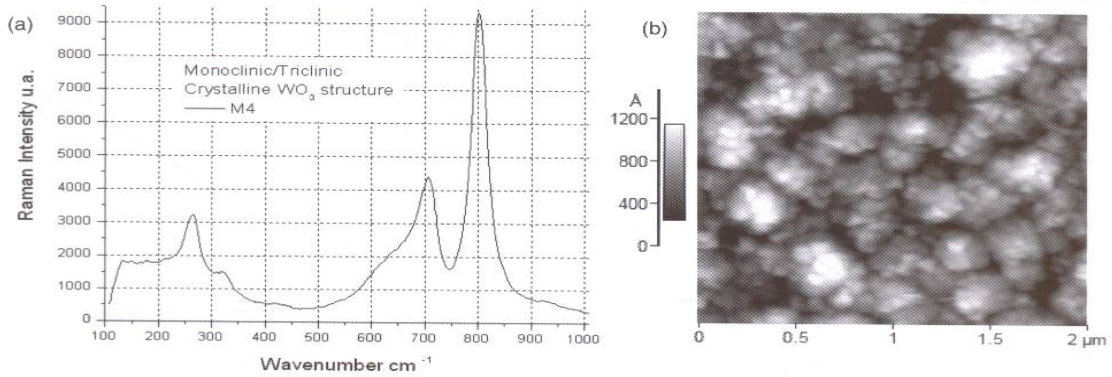 (a)
Raman Intensity u.a.
9000
8000
7000
6000
5000
4000
3000
2000
1000
0
Monoclinic/Triclinic
Crystalline WO3 structure
M4
100 200 300 400 500 600 700 800 900 1000
Wavenumber cm -1
(b)
Å
1200
800
400
0
0 0.5 1 1.5 2 µm